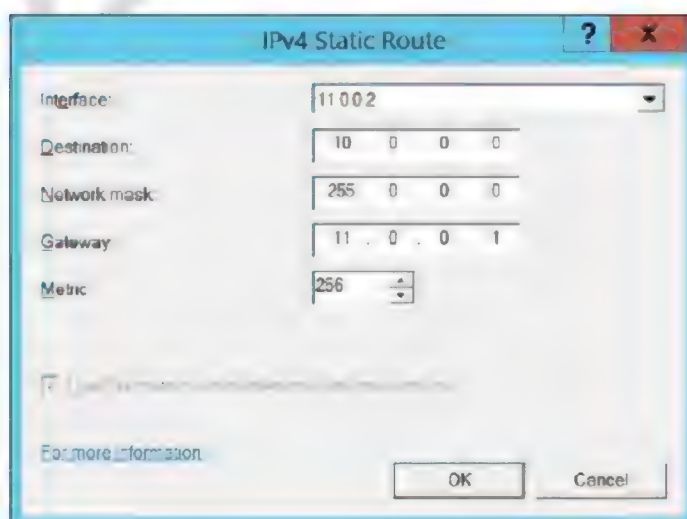 IPv4 Static Route ? X
Interface: 11 0 0 2
Destination: 10 0 0 0
Network mask: 255 0 0 0
Gateway 11 . 0 . 0 1
Metric 256
For more information
OK Cancel